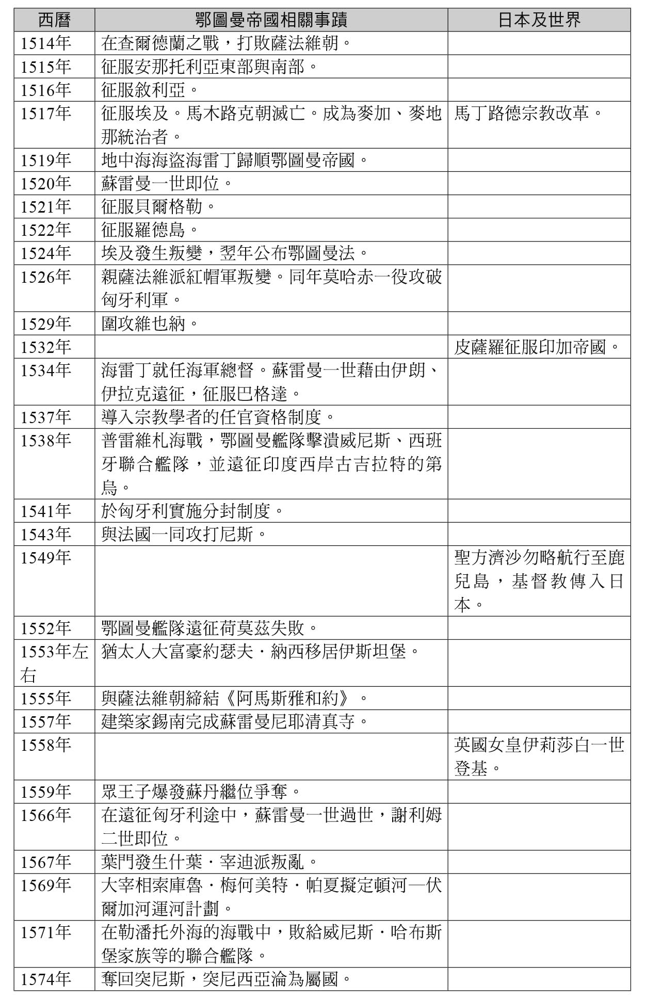 西曆 鄂圖曼帝國相關事蹟 日本及世界
1514年 在查爾德蘭之戰，打敗薩法維朝。
1515年 征服安那托利亞東部與南部。
1516年 征服敘利亞。
1517年 征服埃及。馬木路克朝滅亡。成為麥加、麥地 馬丁路德宗教改革。
那統治者。
1519年 地中海海盜海雷丁歸順鄂圖曼帝國。
1520年 蘇雷曼一世即位。
1521年 征服貝爾格勒。
1522年 征服羅德島。
1524年 埃及發生叛變，翌年公布鄂圖曼法。
1526年 親薩法維派紅帽軍叛變。同年莫哈赤一役攻破
匈牙利軍。
1529年 圍攻維也納。
1532年 皮薩羅征服印加帝國。
1534年 海雷丁就任海軍總督。蘇雷曼一世藉由伊朗、
伊拉克遠征，征服巴格達。
1537年 導入宗教學者的任官資格制度。
1538年 普雷維札海戰，鄂圖曼艦隊擊潰威尼斯、西班
牙聯合艦隊，並遠征印度西岸古吉拉特的第
烏。
1541年 於匈牙利實施分封制度。
1543年 與法國一同攻打尼斯。
1549年 聖方濟沙勿略航行至鹿
兒島，基督教傳入日
本。
1552年 鄂圖曼艦隊遠征荷莫茲失敗。
1553年左 猶太人大富豪約瑟夫．納西移居伊斯坦堡。
右
1555年 與薩法維朝締結《阿馬斯雅和約》。
1557年 建築家錫南完成蘇雷曼尼耶清真寺。
1558年 英國女皇伊莉莎白一世
登基。
1559年 眾王子爆發蘇丹繼位爭奪。
1566年 在遠征匈牙利途中，蘇雷曼一世過世，謝利姆
二世即位。
1567年 葉門發生什葉．宰迪派叛亂。
1569年 大宰相索庫魯．梅何美特．帕夏擬定頓河—伏
爾加河運河計劃。
1571年 在勒潘托外海的海戰中，敗給威尼斯．哈布斯
堡家族等的聯合艦隊。
1574年 奪回突尼斯，突尼西亞淪為屬國。